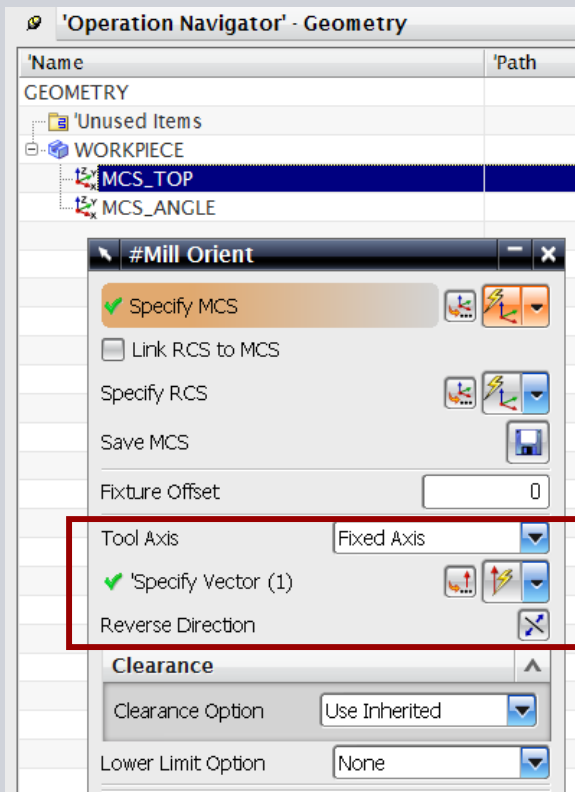 'Operation Navigator' - Geometry
'Name 'Path
GEOMETRY
'Unused Items
WORKPIECE
MCS_TOP
MCS_ANGLE
#Mill Orient
Specify MCS
Link RCS to MCS
Specify RCS
Save MCS
Fixture Offset 0
Tool Axis Fixed Axis
'Specify Vector (1)
Reverse Direction
Clearance
Clearance Option Use Inherited
Lower Limit Option None